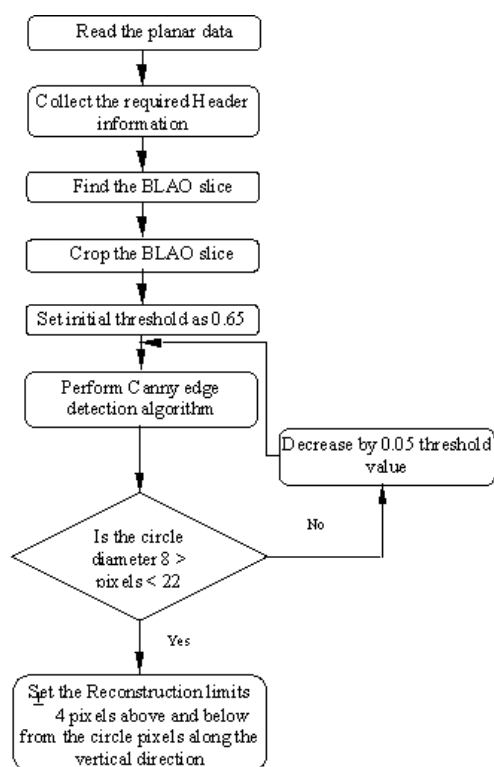 Read the planar data
Collect the required Header
information
Find the BLAO slice
Crop the BLAO slice
Set initial threshold as 0.65
Perform Canny edge
detection algorithm
Decrease by 0.05 threshold
value
Is the circle
diameter 8 >
pixels < 22
No
Yes
Set the Reconstruction limits
± 4 pixels above and below
from the circle pixels along the
vertical direction